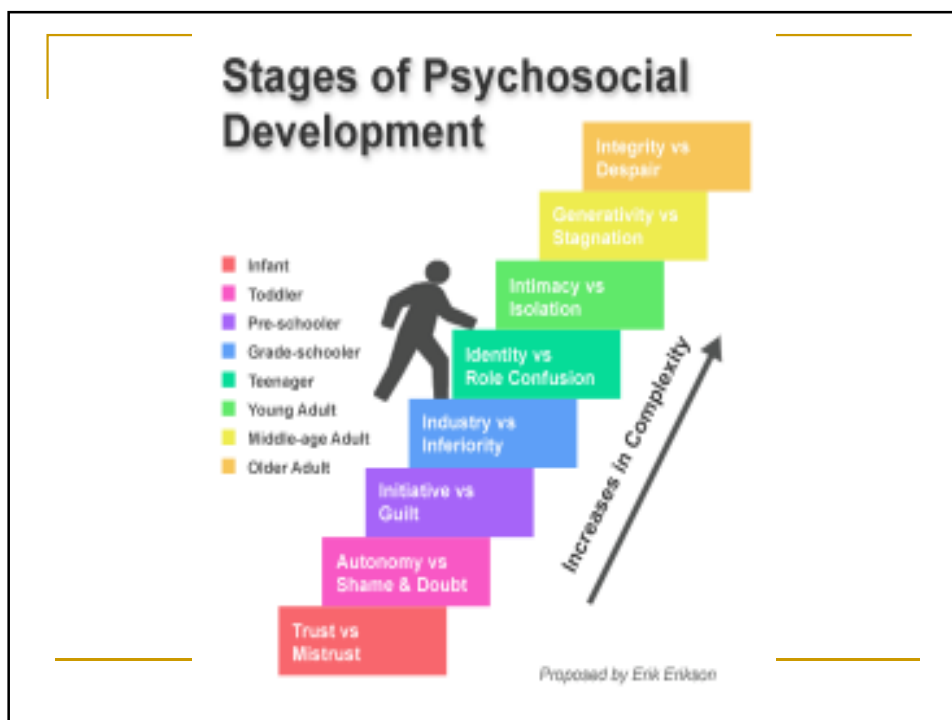 Stages of Psychosocial
Development
Integrity vs
Despair
Generativity vs
Stagnation
Intimacy vs
Isolation
Identity vs
Role Confusion
Industry vs
Inferiority
Initiative vs
Guilt
Autonomy vs
Shame & Doubt
Trust vs
Mistrust
Infant
Toddler
Pre-schooler
Grade-schooler
Teenager
Young Adult
Middle-age Adult
Older Adult
Increases in Complexity
Proposed by Erik Erikson